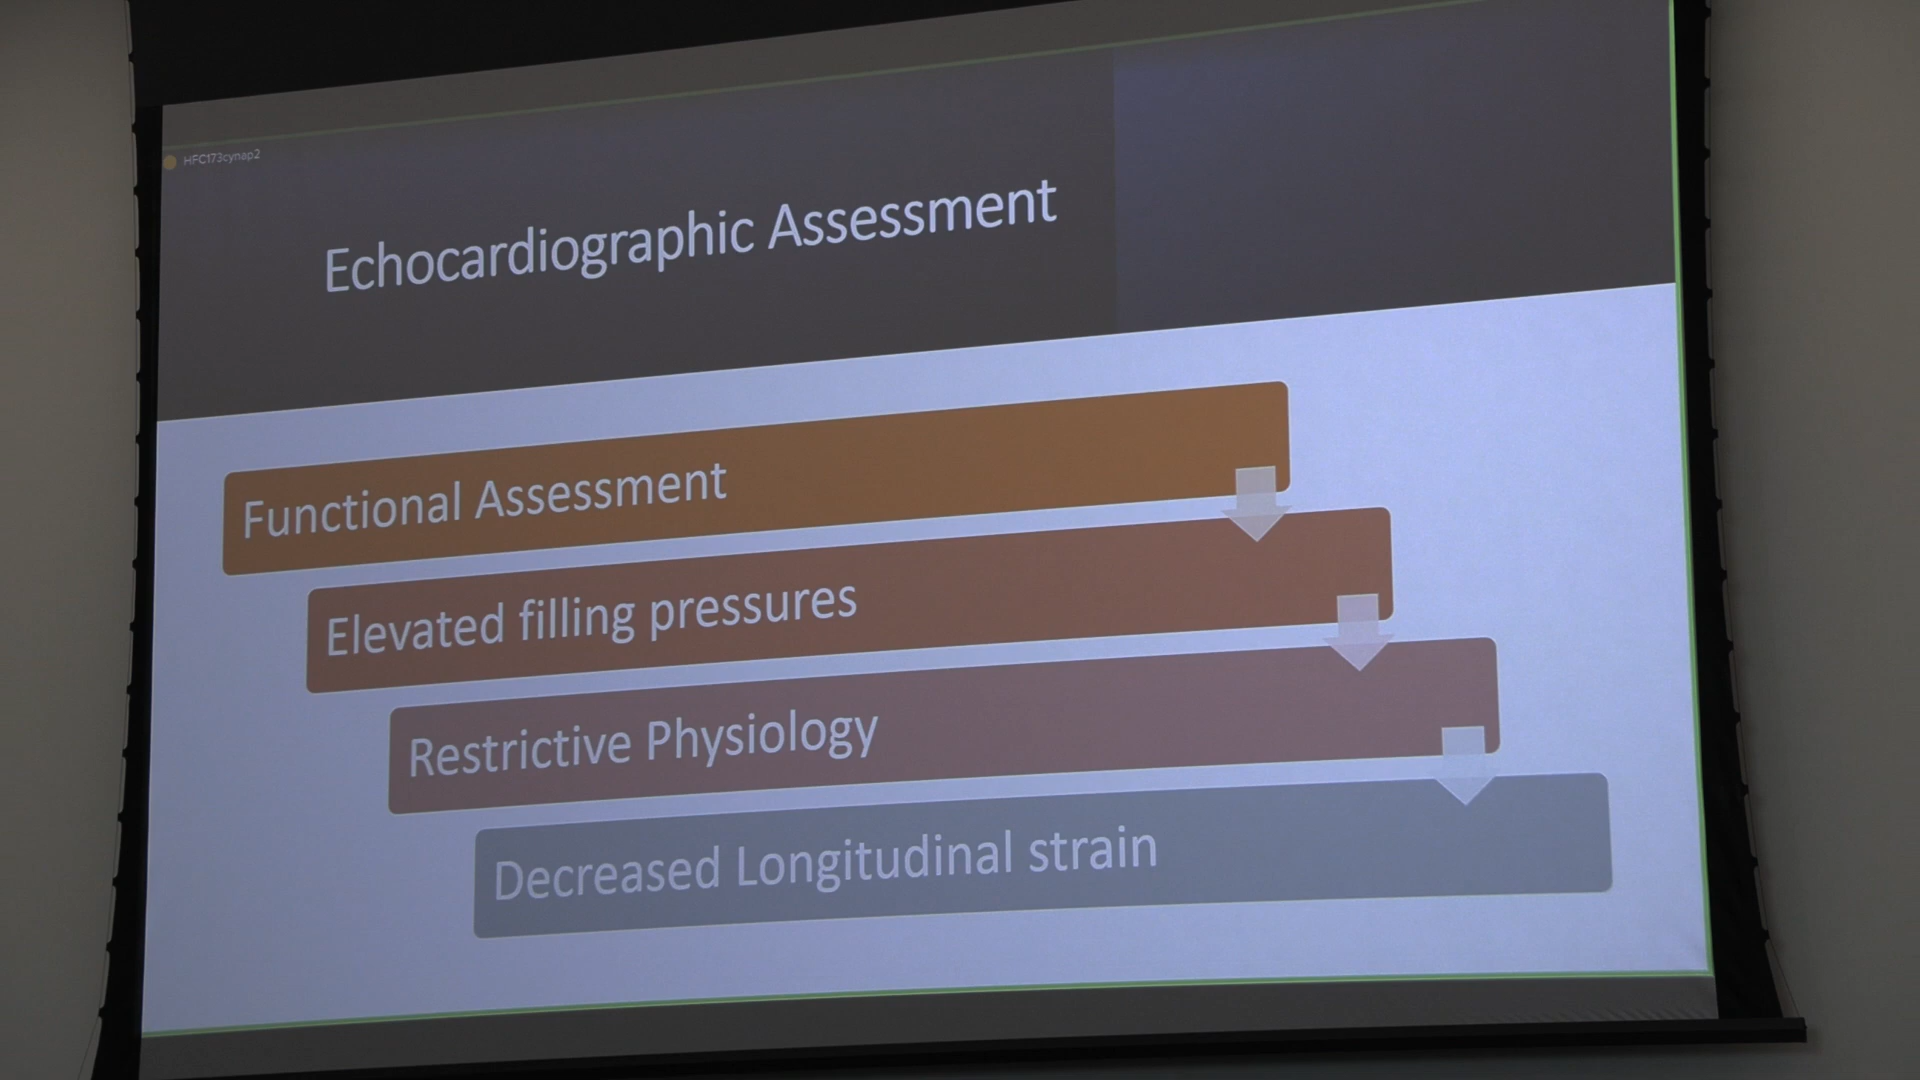 HFC173cynap2
Echocardiographic Assessment
Functional Assessment
Elevated filling pressures
Restrictive Physiology
Decreased Longitudinal strain